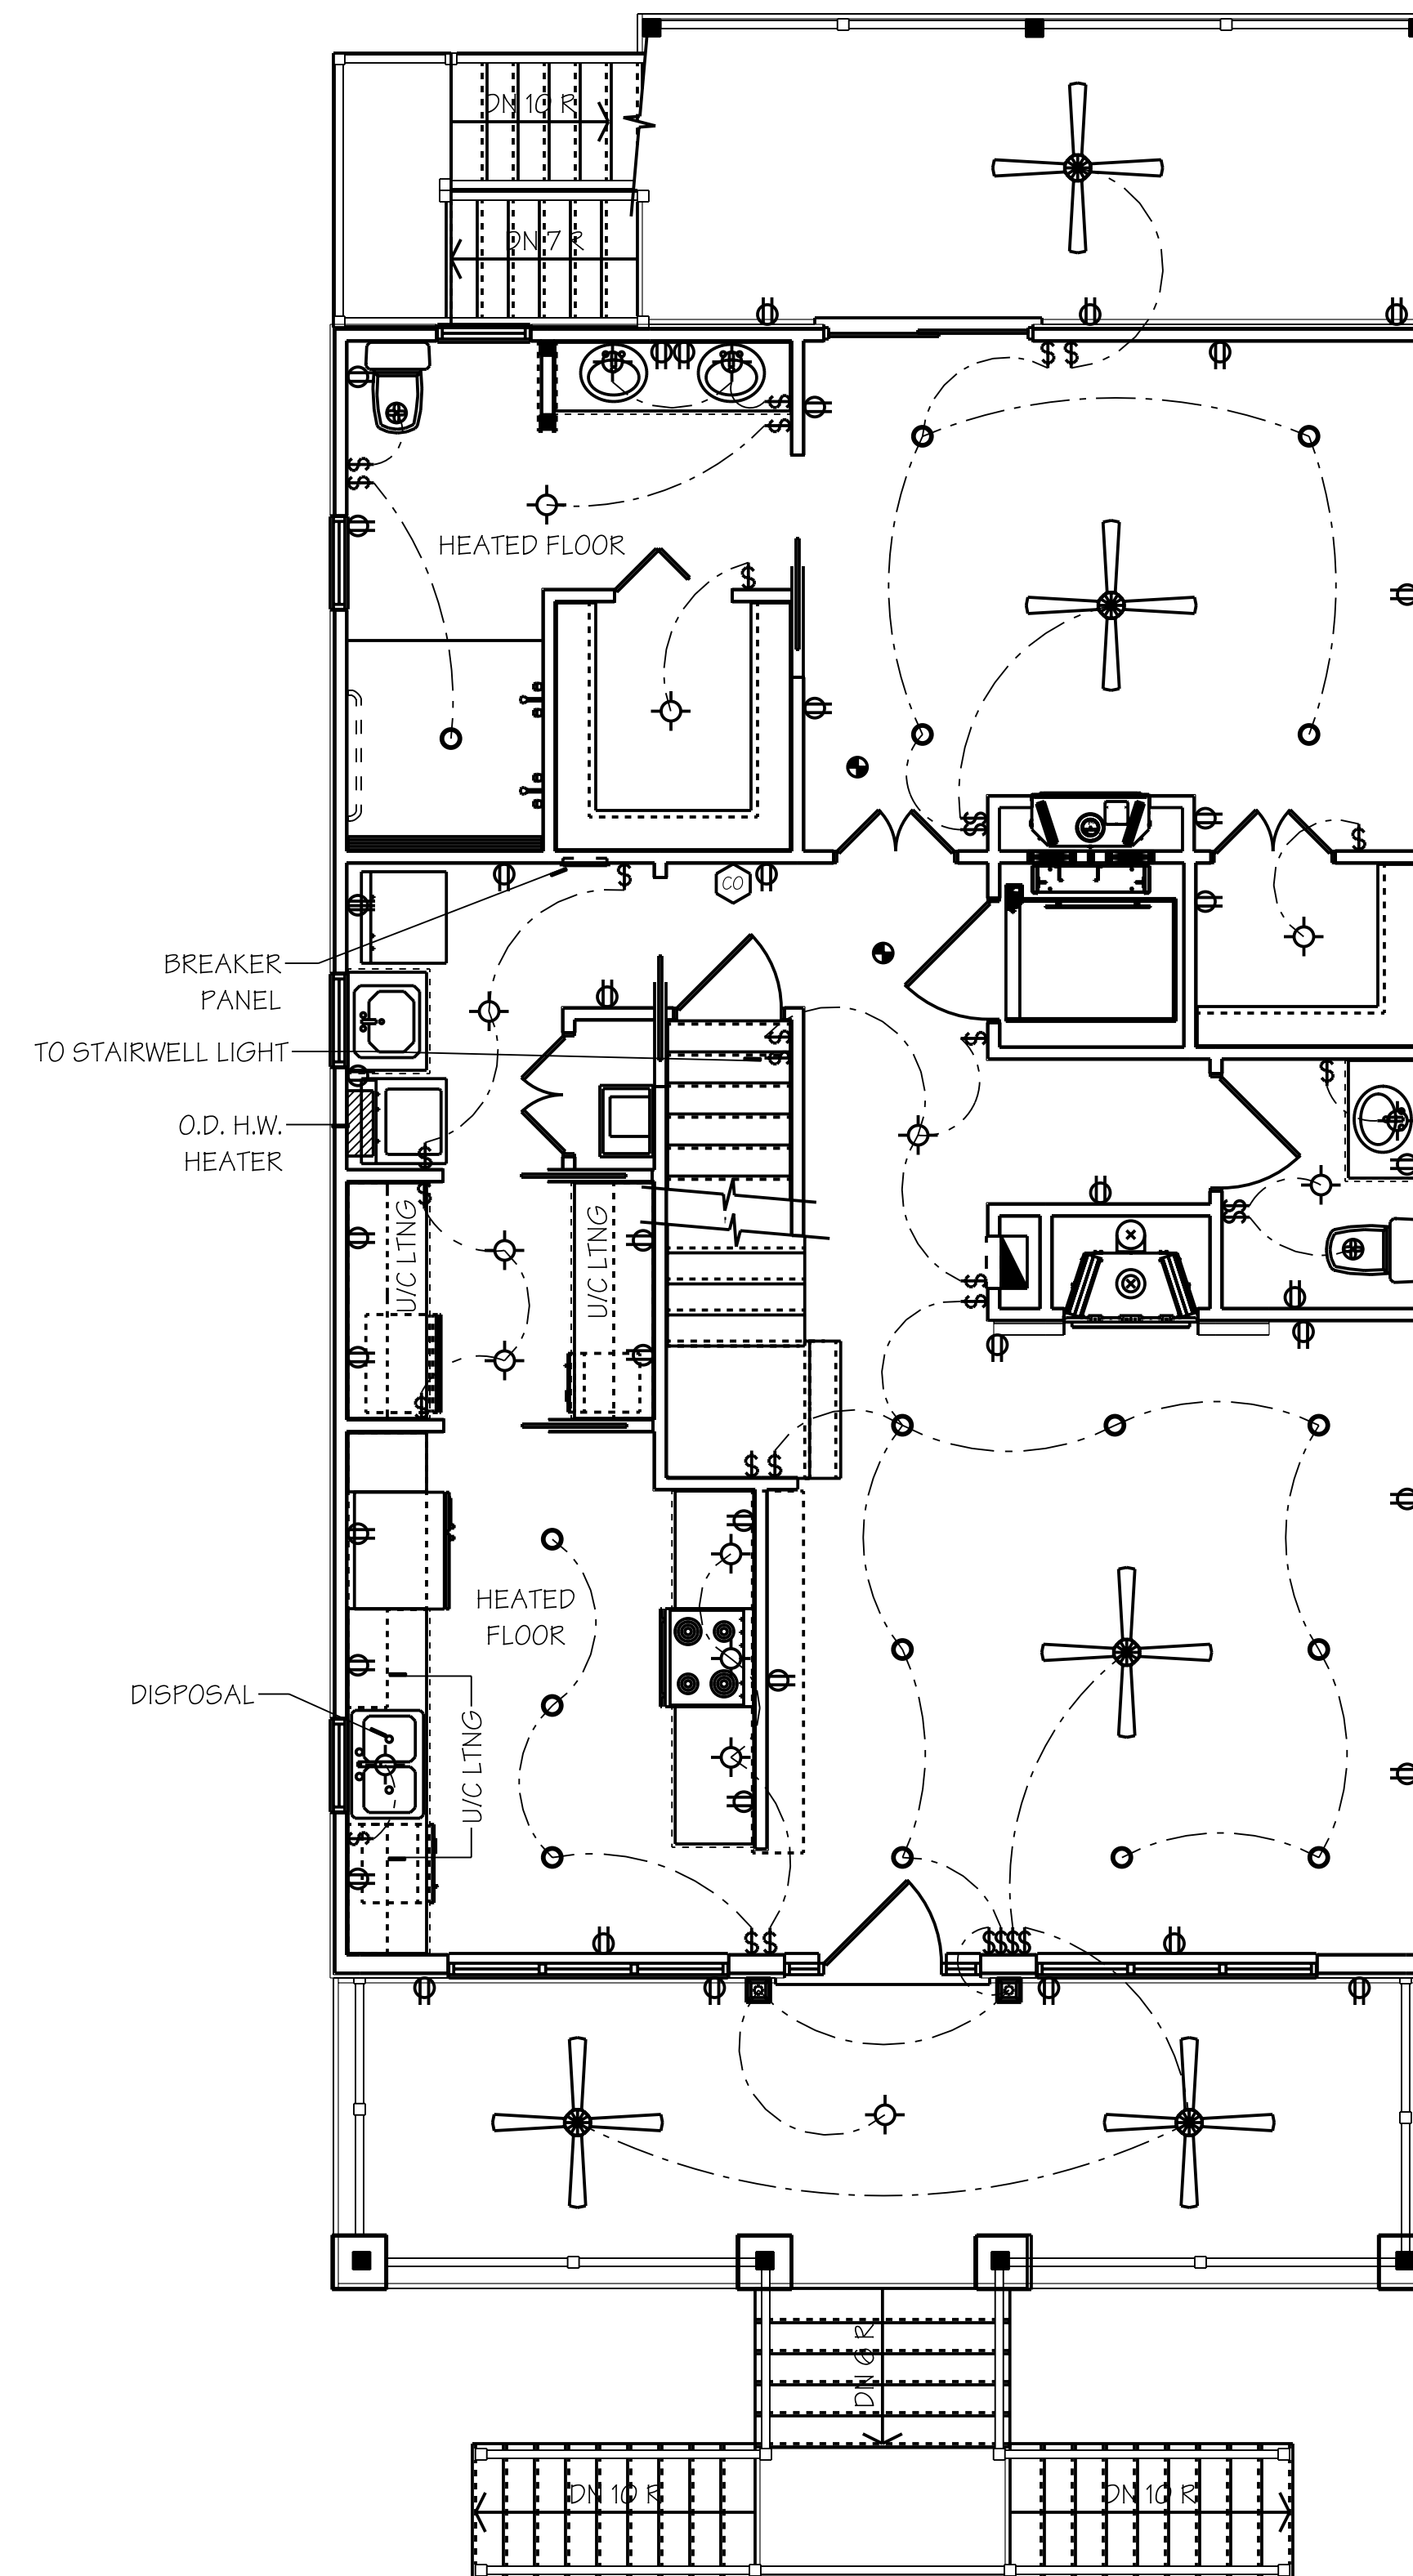 DN 10 R
DN 7 R
$ $
$
$
$
$
HEATED FLOOR
$
$
$
$
$
CO
BREAKER
PANEL
$
$
TO STAIRWELL LIGHT
$
$
O.D. H.W.
HEATER
$
$
U/C LTNG
U/C LTNG
$
$
$
$
$
$ $
HEATED
FLOOR
DISPOSAL
U/C LTNG
$
$ $
$$$$
DN 6 R
DN 10 R
DN 10 R